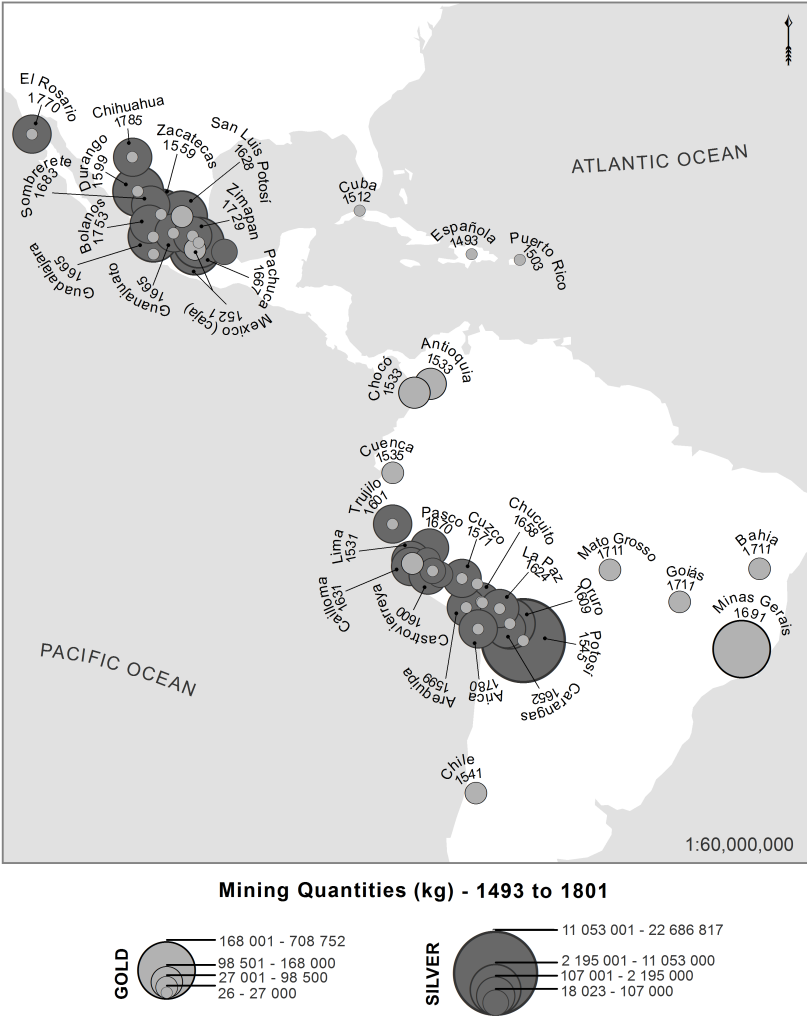 El Rosario
1770
Chihuahua
1785
Durango
1599
Zacatecas
1559
San Luis Potosí
1628
Sombrerete
1683
Zimapan
1729
Bolanos
1753
Guadalajara
1665
Guanajuato
1665
Mexico (caja)
1521
Pachuca
1667
Cuba
1512
Española
1493
Puerto Rico
1503
ATLANTIC OCEAN
Antioquia
1533
Chocó
1533
Cuenca
1535
Trujilo
1601
Lima
1531
Pasco
1670
Cuzco
1571
Chucuito
1658
La Paz
1624
Oruro
1609
Cailloma
1631
Castrovierreya
1600
Arequipa
1599
Arica
1780
Carangas
1652
Potosí
1545
Mato Grosso
1711
Goiás
1711
Bahia
1711
Minas Gerais
1691
PACIFIC OCEAN
Chile
1541
1:60,000,000
Mining Quantities (kg) - 1493 to 1801
GOLD
168 001 - 708 752
98 501 - 168 000
27 001 - 98 500
26 - 27 000
SILVER
11 053 001 - 22 686 817
2 195 001 - 11 053 000
107 001 - 2 195 000
18 023 - 107 000